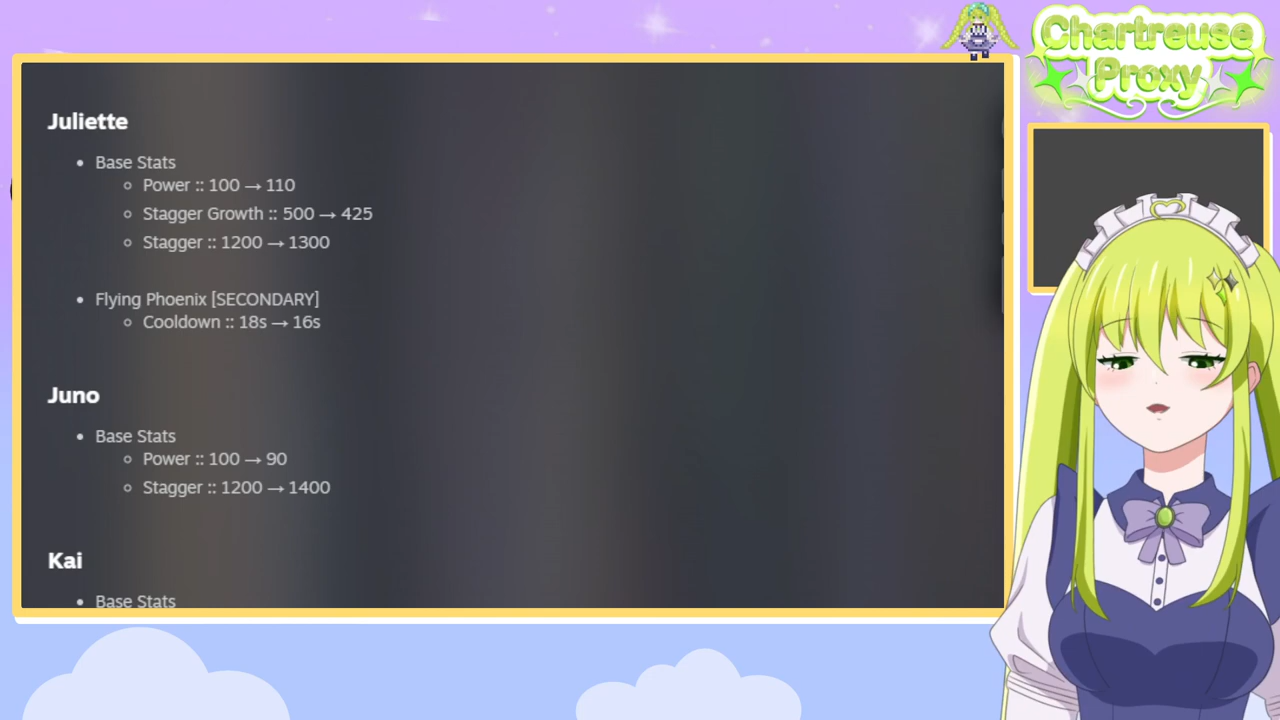 Chartreuse
Proxy
Juliette
• Base Stats
◦ Power :: 100 → 110
◦ Stagger Growth :: 500 → 425
◦ Stagger :: 1200 → 1300
• Flying Phoenix [SECONDARY]
◦ Cooldown :: 18s → 16s
Juno
• Base Stats
◦ Power :: 100 → 90
◦ Stagger :: 1200 → 1400
Kai
• Base Stats